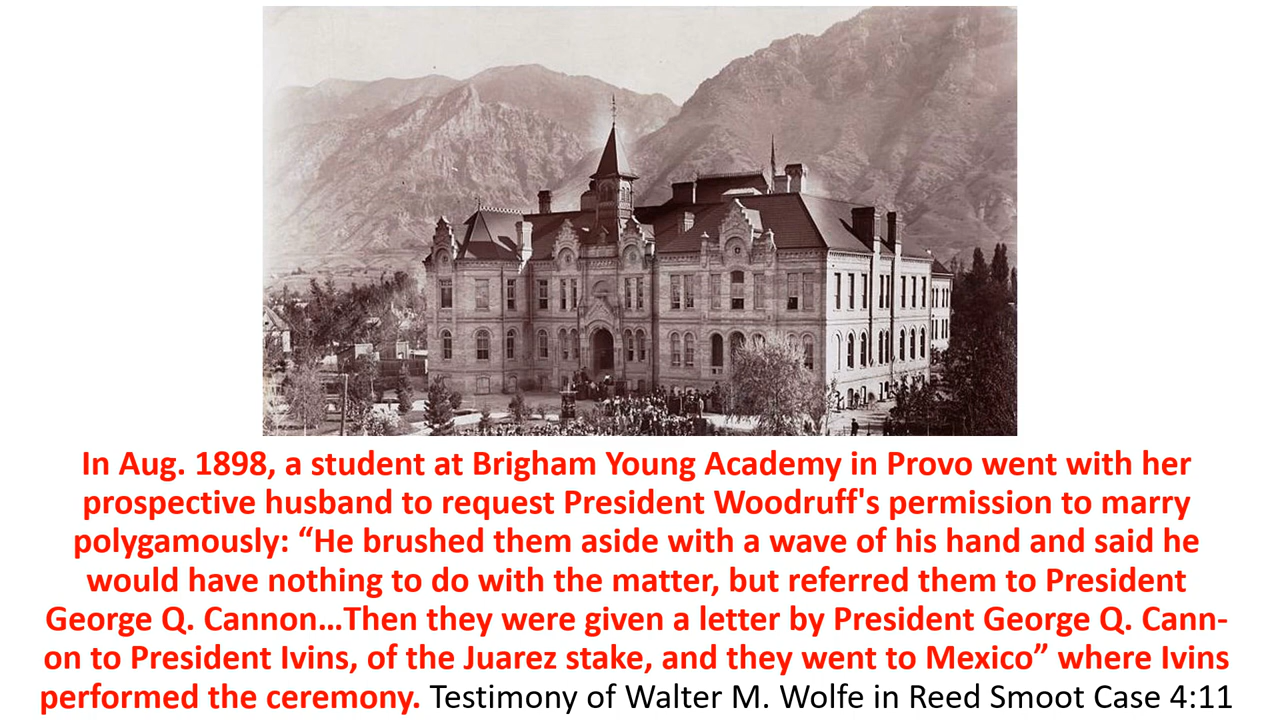 In Aug. 1898, a student at Brigham Young Academy in Provo went with her
prospective husband to request President Woodruff's permission to marry
polygamously: “He brushed them aside with a wave of his hand and said he
would have nothing to do with the matter, but referred them to President
George Q. Cannon…Then they were given a letter by President George Q. Cann-
on to President Ivins, of the Juarez stake, and they went to Mexico” where Ivins
performed the ceremony. Testimony of Walter M. Wolfe in Reed Smoot Case 4:11